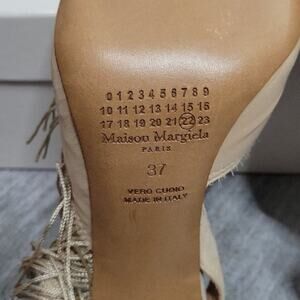 0 1 2 3 4 5 6 7 8 9
10 11 12 13 14 15 16
17 18 19 20 21 22 23
Maison Margiela
PARIS
37
VERO CUOIO
MADE IN ITALY